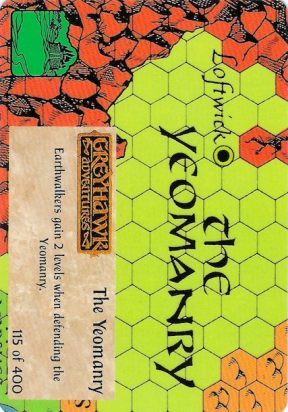 Loftwick
the
YEOMANRY
GREYHAWK
ADVENTURES
The Yeomanry
Earthwalkers gain 2 levels when defending the
Yeomanry.
115 of 400